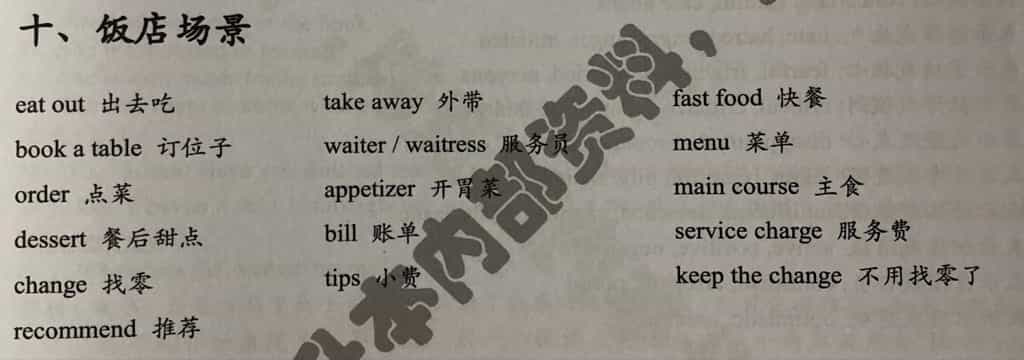 十、饭店场景
eat out 出去吃 take away 外带 fast food 快餐
book a table 订位子 waiter / waitress 服务员 menu 菜单
order 点菜 appetizer 开胃菜 main course 主食
dessert 餐后甜点 bill 账单 service charge 服务费
change 找零 tips 小费 keep the change 不用找零了
recommend 推荐
本内部资料，